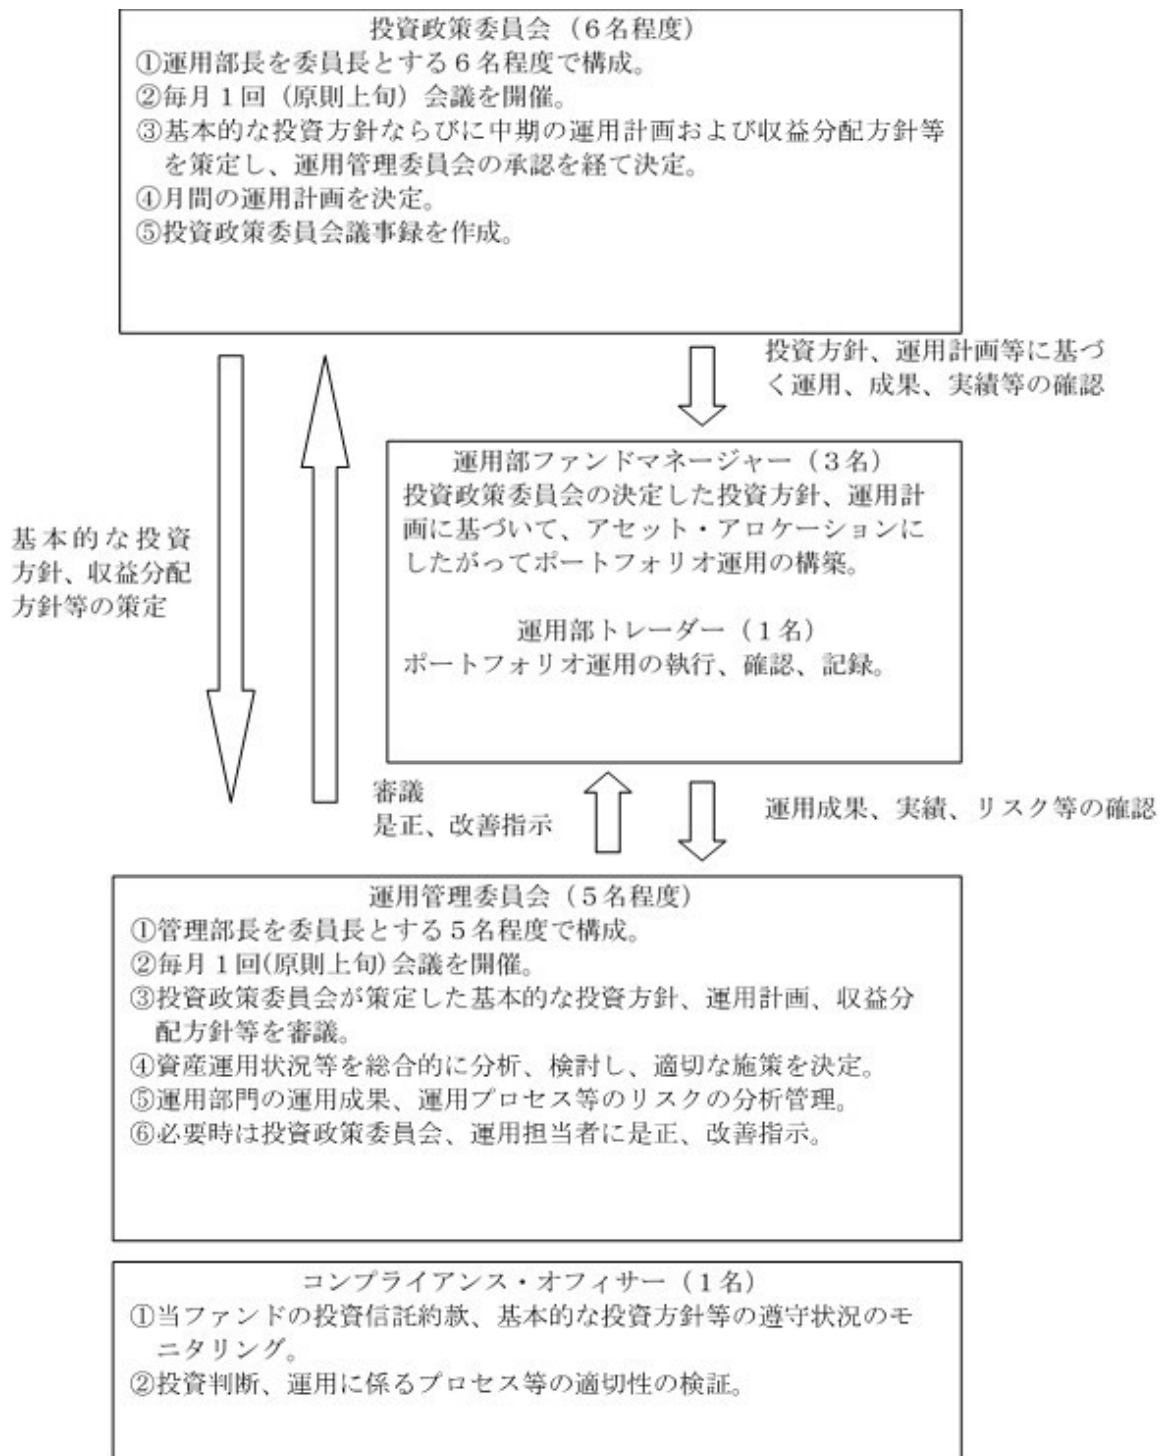 投資政策委員会（６名程度）
①運用部長を委員長とする６名程度で構成。
②毎月１回（原則上旬）会議を開催。
③基本的な投資方針ならびに中期の運用計画および収益分配方針等
を策定し、運用管理委員会の承認を経て決定。
④月間の運用計画を決定。
⑤投資政策委員会議事録を作成。
投資方針、運用計画等に基づ
く運用、成果、実績等の確認
基本的な投資
方針、収益分配
方針等の策定
運用部ファンドマネージャー（３名）
投資政策委員会の決定した投資方針、運用計
画に基づいて、アセット・アロケーションに
したがってポートフォリオ運用の構築。
運用部トレーダー（１名）
ポートフォリオ運用の執行、確認、記録。
審議
是正、改善指示
運用成果、実績、リスク等の確認
運用管理委員会（５名程度）
①管理部長を委員長とする５名程度で構成。
②毎月１回(原則上旬)会議を開催。
③投資政策委員会が策定した基本的な投資方針、運用計画、収益分
配方針等を審議。
④資産運用状況等を総合的に分析、検討し、適切な施策を決定。
⑤運用部門の運用成果、運用プロセス等のリスクの分析管理。
⑥必要時は投資政策委員会、運用担当者に是正、改善指示。
コンプライアンス・オフィサー（１名）
①当ファンドの投資信託約款、基本的な投資方針等の遵守状況のモ
ニタリング。
②投資判断、運用に係るプロセス等の適切性の検証。